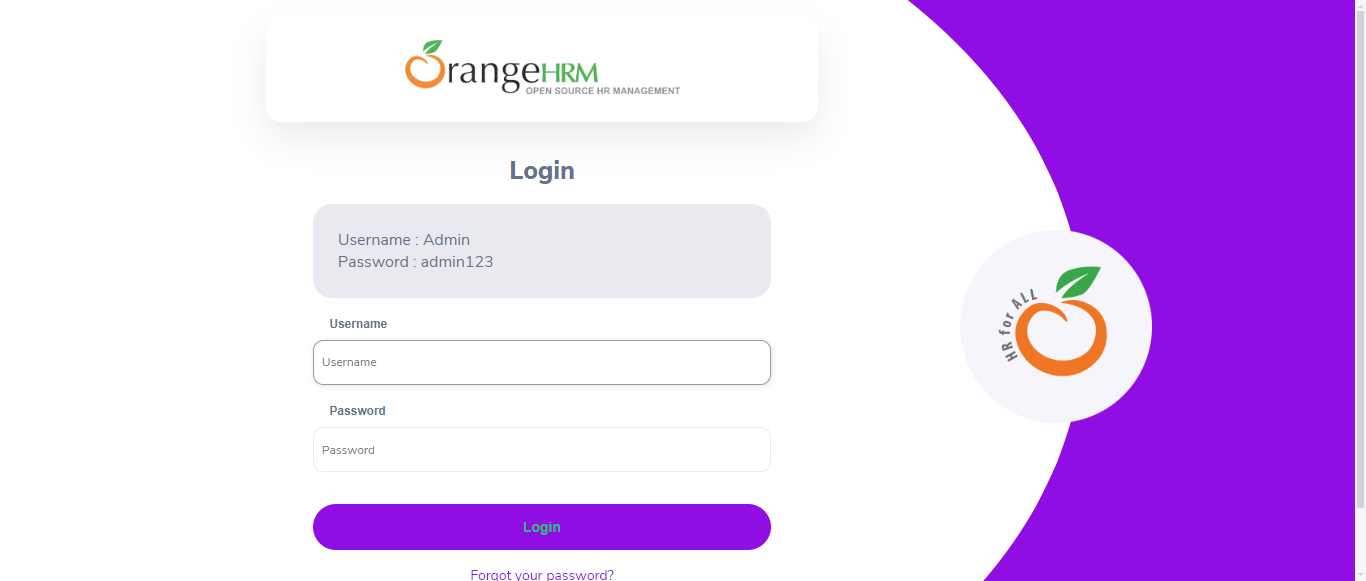 OrangeHRM
OPEN SOURCE HR MANAGEMENT
Login
Username : Admin
Password : admin123
Username
Username
Password
Password
Login
Forgot your password?
HR for ALL